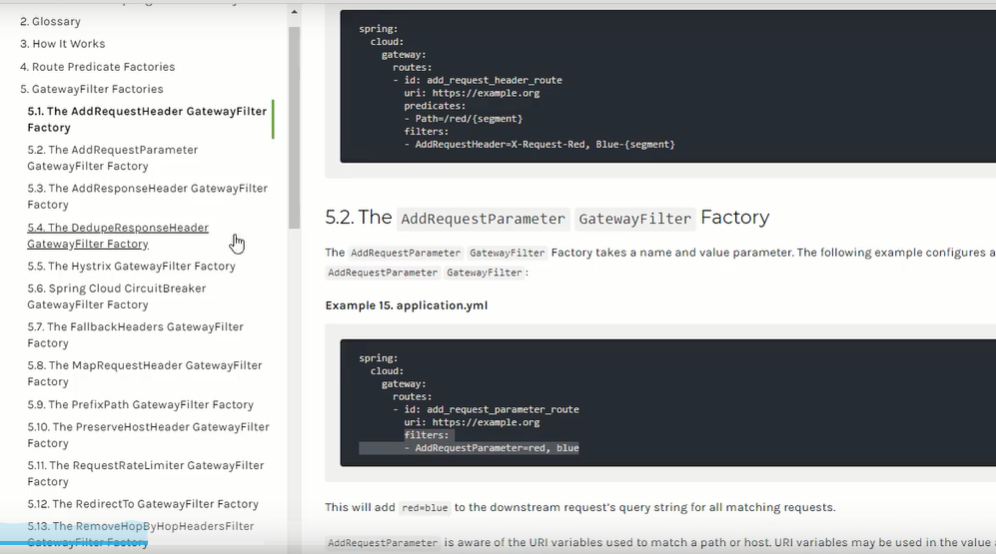 2. Glossary
3. How It Works
4. Route Predicate Factories
5. GatewayFilter Factories
5.1. The AddRequestHeader GatewayFilter
Factory
5.2. The AddRequestParameter
GatewayFilter Factory
5.3. The AddResponseHeader GatewayFilter
Factory
5.4. The DedupeResponseHeader
GatewayFilter Factory
5.5. The Hystrix GatewayFilter Factory
5.6. Spring Cloud CircuitBreaker
GatewayFilter Factory
5.7. The FallbackHeaders GatewayFilter
Factory
5.8. The MapRequestHeader GatewayFilter
Factory
5.9. The PrefixPath GatewayFilter Factory
5.10. The PreserveHostHeader GatewayFilter
Factory
5.11. The RequestRateLimiter GatewayFilter
Factory
5.12. The RedirectTo GatewayFilter Factory
5.13. The RemoveHopByHopHeadersFilter
GatewayFilter Factory
spring:
cloud:
gateway:
routes:
- id: add_request_header_route
uri: https://example.org
predicates:
- Path=/red/{segment}
filters:
- AddRequestHeader=X-Request-Red, Blue-{segment}
5.2. The AddRequestParameter GatewayFilter Factory
The AddRequestParameter GatewayFilter Factory takes a name and value parameter. The following example configures a
AddRequestParameter GatewayFilter:
Example 15. application.yml
spring:
cloud:
gateway:
routes:
- id: add_request_parameter_route
uri: https://example.org
filters:
- AddRequestParameter=red, blue
This will add red=blue to the downstream request's query string for all matching requests.
AddRequestParameter is aware of the URI variables used to match a path or host. URI variables may be used in the value